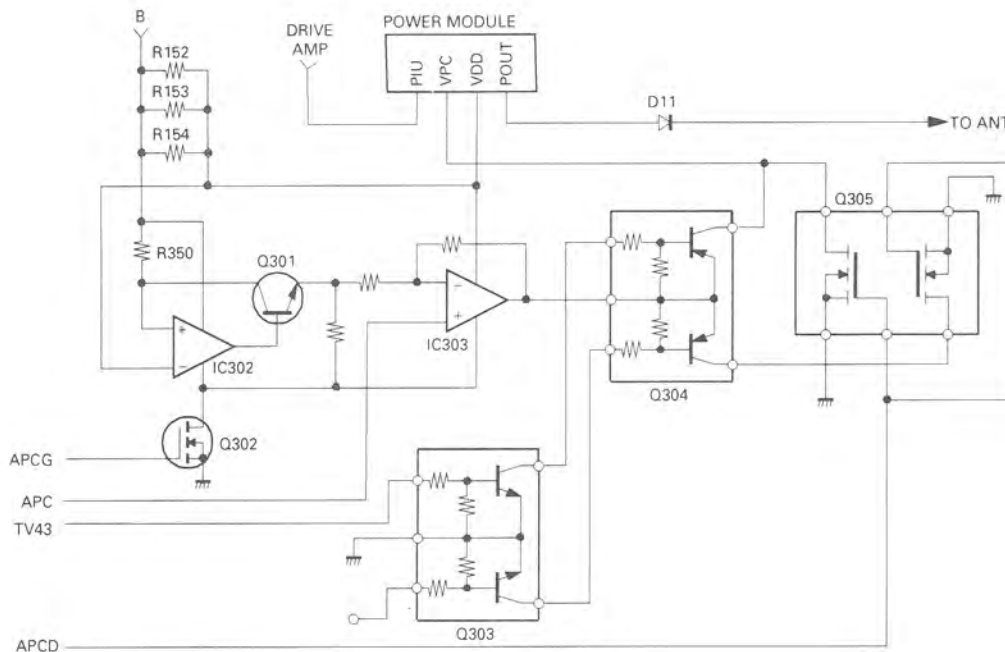 B
DRIVE
AMP
POWER MODULE
PIU
VPC
VDD
POUT
R152
R153
R154
D11
TO ANT
Q305
R350
Q301
+
−
IC302
−
+
IC303
Q304
Q302
APCG
APC
TV43
Q303
APCD